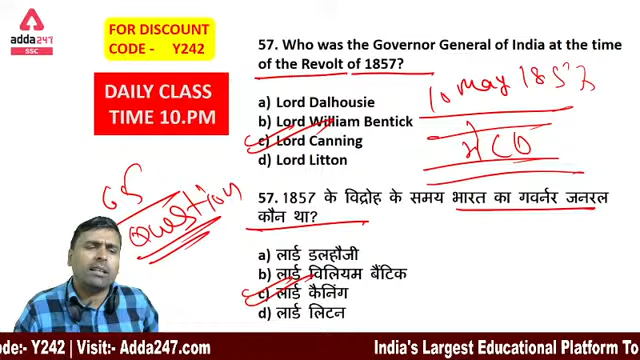 adda247
SSC
FOR DISCOUNT
CODE - Y242
DAILY CLASS
TIME 10.PM
57. Who was the Governor General of India at the time
of the Revolt of 1857?
a) Lord Dalhousie
b) Lord William Bentick
c) Lord Canning
d) Lord Litton
10 may 1857
Question
57. 1857 के विद्रोह के समय भारत का गवर्नर जनरल
कौन था?
a) लार्ड डलहौजी
b) लार्ड विलियम बैंटिक
c) लार्ड कैनिंग
d) लार्ड लिटन
ode:- Y242 | Visit:- Adda247.com
India's Largest Educational Platform To